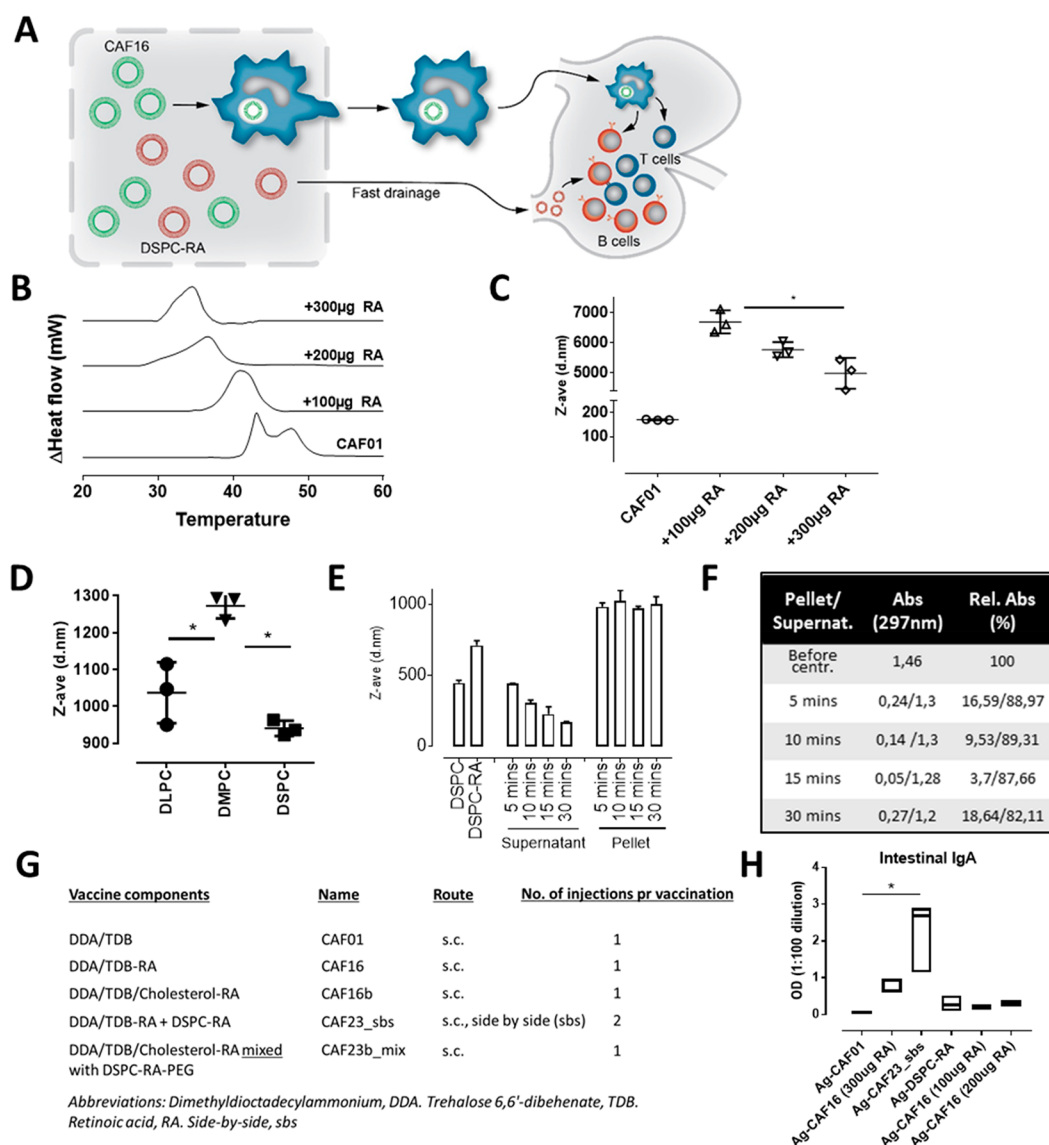 A
CAF16
T cells
Fast drainage
B cells
DSPC-RA
B
ΔHeat flow (mW)
+300µg RA
+200µg RA
+100µg RA
CAF01
20 30 40 50 60
Temperature
C
Z-ave (d.nm)
7000
6000
5000
200
100
*
CAF01
+100µg RA
+200µg RA
+300µg RA
D
Z-ave (d.nm)
1300
1200
1100
1000
900
* *
DLPC
DMPC
DSPC
E
Z-ave (d.nm)
1000
500
0
DSPC
DSPC-RA
5 mins
10 mins
15 mins
30 mins
Supernatant
5 mins
10 mins
15 mins
30 mins
Pellet
F
Pellet/ Abs Rel. Abs
Supernat. (297nm) (%)
Before
centr. 1,46 100
5 mins 0,24/1,3 16,59/88,97
10 mins 0,14 /1,3 9,53/89,31
15 mins 0,05/1,28 3,7/87,66
30 mins 0,27/1,2 18,64/82,11
G
Vaccine components Name Route No. of injections pr vaccination
DDA/TDB CAF01 s.c. 1
DDA/TDB-RA CAF16 s.c. 1
DDA/TDB/Cholesterol-RA CAF16b s.c. 1
DDA/TDB-RA + DSPC-RA CAF23_sbs s.c., side by side (sbs) 2
DDA/TDB/Cholesterol-RA mixed CAF23b_mix s.c. 1
with DSPC-RA-PEG
Abbreviations: Dimethyldioctadecylammonium, DDA. Trehalose 6,6'-dibehenate, TDB.
Retinoic acid, RA. Side-by-side, sbs
H
Intestinal IgA
OD (1:100 dilution)
4
3
2
1
0
*
Ag-CAF01
Ag-CAF16 (300ug RA)
Ag-CAF23_sbs
Ag-DSPC-RA
Ag-CAF16 (100ug RA)
Ag-CAF16 (200ug RA)